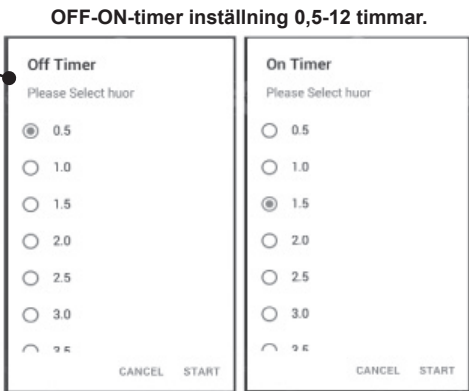 OFF-ON-timer inställning 0,5-12 timmar.
Off Timer
Please Select huor
0.5
1.0
1.5
2.0
2.5
3.0
CANCEL START
On Timer
Please Select huor
0.5
1.0
1.5
2.0
2.5
3.0
CANCEL START